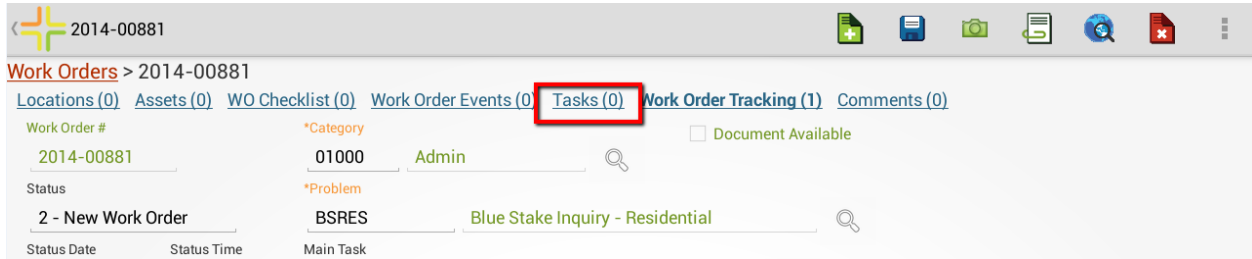 2014-00881
Work Orders > 2014-00881
Locations (0) Assets (0) WO Checklist (0) Work Order Events (0) Tasks (0) Work Order Tracking (1) Comments (0)
Work Order # *Category Document Available
2014-00881 01000 Admin
Status *Problem
2 - New Work Order BSRES Blue Stake Inquiry - Residential
Status Date Status Time Main Task